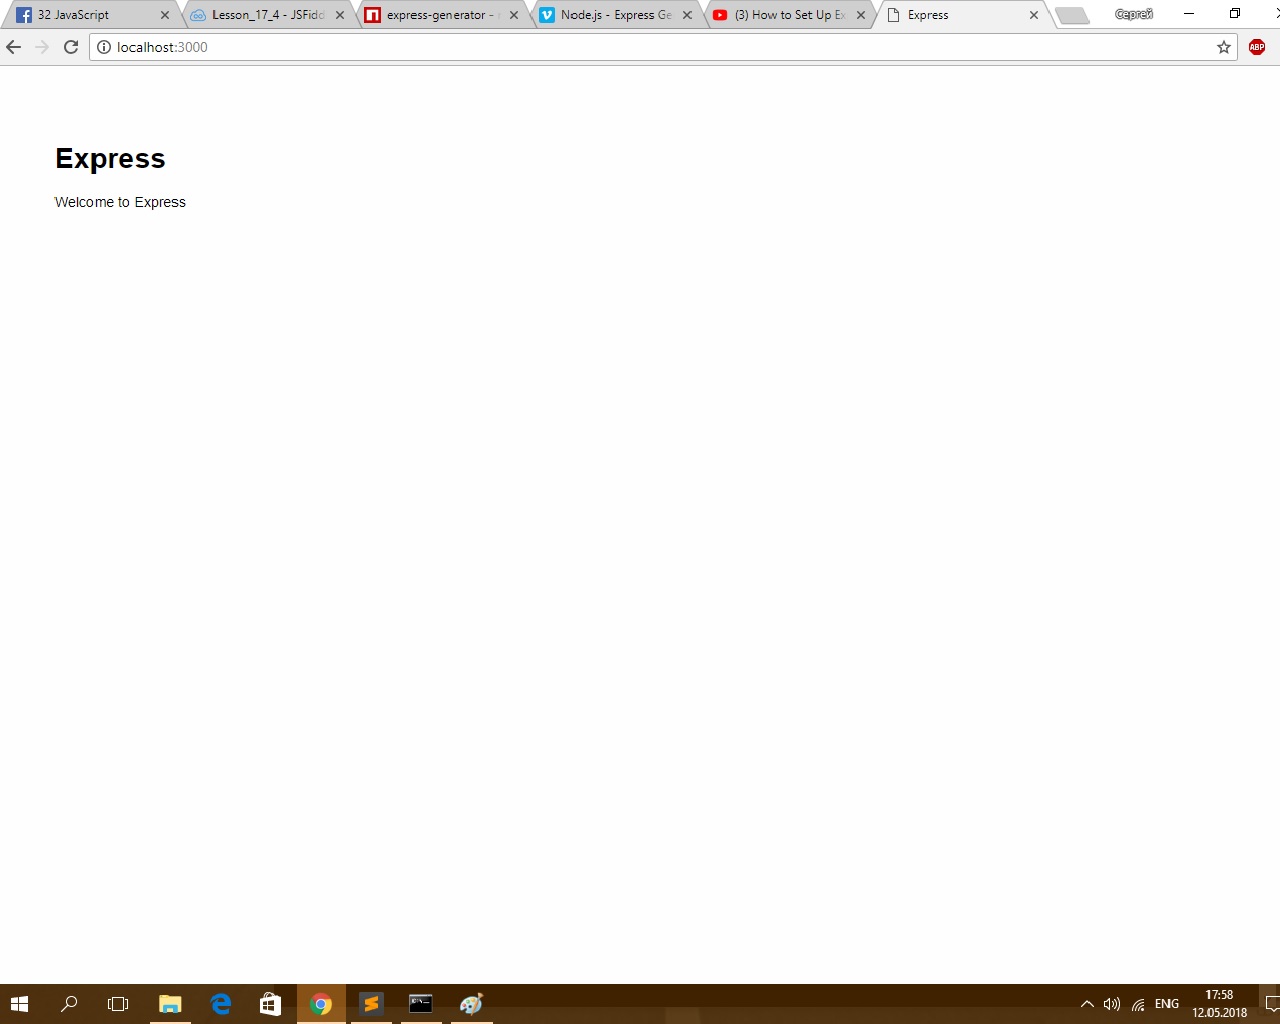 32 JavaScript
Lesson_17_4 - JSFidd
express-generator -
Node.js - Express Ge
(3) How to Set Up Ex
Express
Сергей
localhost:3000
ABP
Express
Welcome to Express
ENG
17:58
12.05.2018